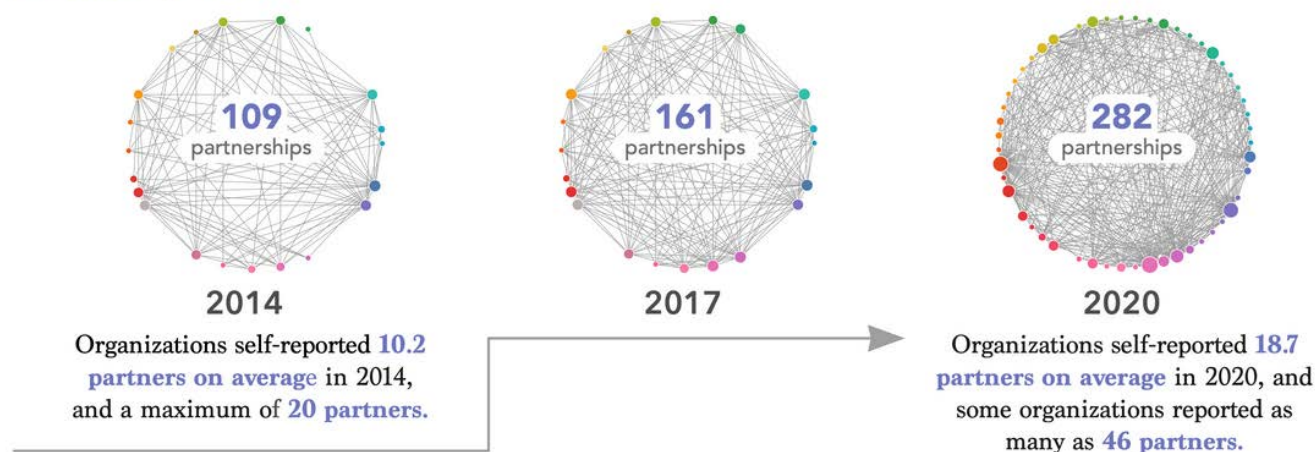 109
partnerships
161
partnerships
282
partnerships
2014
2017
2020
Organizations self-reported 10.2
partners on average in 2014,
and a maximum of 20 partners.
Organizations self-reported 18.7
partners on average in 2020, and
some organizations reported as
many as 46 partners.